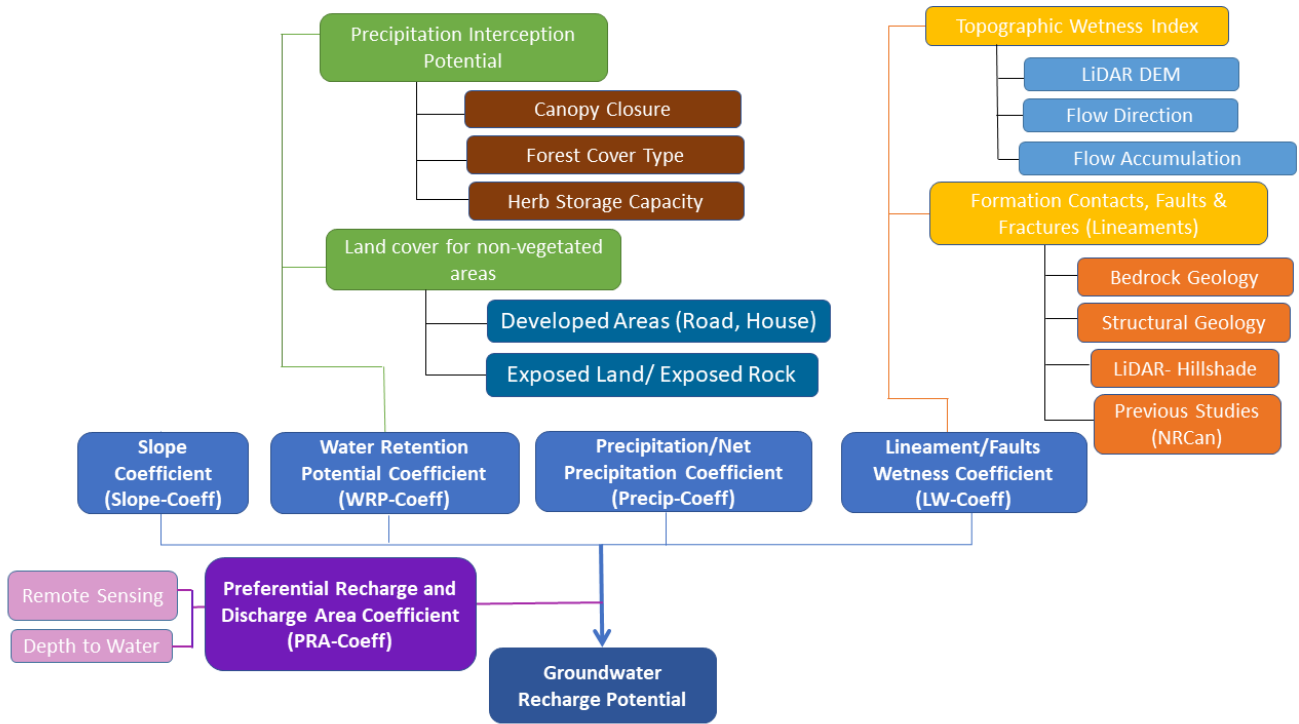 Precipitation Interception
Potential
Canopy Closure
Forest Cover Type
Herb Storage Capacity
Land cover for non-vegetated
areas
Developed Areas (Road, House)
Exposed Land/ Exposed Rock
Topographic Wetness Index
LiDAR DEM
Flow Direction
Flow Accumulation
Formation Contacts, Faults &
Fractures (Lineaments)
Bedrock Geology
Structural Geology
LiDAR- Hillshade
Previous Studies
(NRCan)
Slope
Coefficient
(Slope-Coeff)
Water Retention
Potential Coefficient
(WRP-Coeff)
Precipitation/Net
Precipitation Coefficient
(Precip-Coeff)
Lineament/Faults
Wetness Coefficient
(LW-Coeff)
Remote Sensing
Depth to Water
Preferential Recharge and
Discharge Area Coefficient
(PRA-Coeff)
Groundwater
Recharge Potential